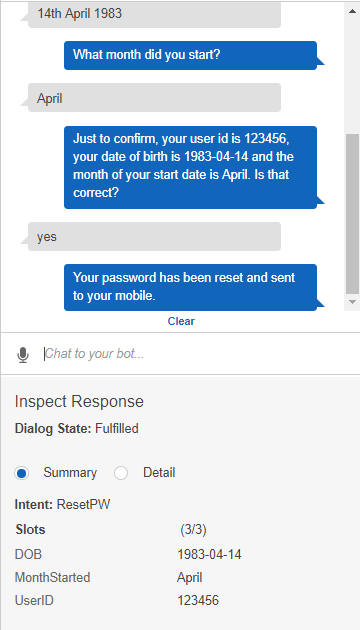 14th April 1983
What month did you start?
April
Just to confirm, your user id is 123456,
your date of birth is 1983-04-14 and the
month of your start date is April. Is that
correct?
yes
Your password has been reset and sent
to your mobile.
Clear
Chat to your bot...
Inspect Response
Dialog State: Fulfilled
Summary Detail
Intent: ResetPW
Slots (3/3)
DOB 1983-04-14
MonthStarted April
UserID 123456